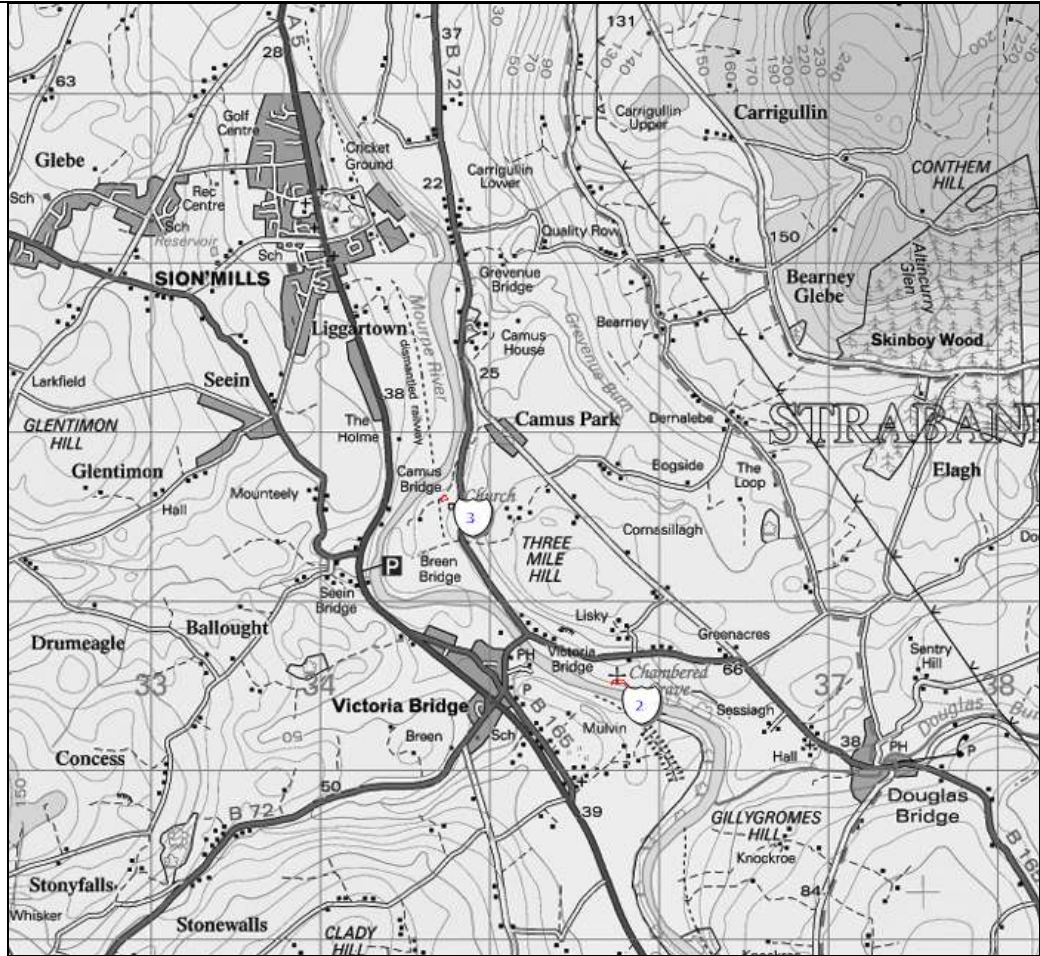 A 5
28
37
B 72
30
50
70
90
131
130
140
150
160
170
190
200
220
230
240
200
220
230
63
Golf
Centre
Carrigullin
Upper
Carrigullin
Glebe
Cricket
Ground
CONTHEM
HILL
Carrigullin
Lower
Sch
Rec
Centre
22
Sch
Reservoir
Quality Row
150
Sch
SION MILLS
Grevenue
Bridge
Bearney
Glebe
Altincurry
Glen
Liggartown
Mourne River
dismantled railway
Camus
House
Grevenue Burn
Bearney
Skinboy Wood
Larkfield
Seein
25
38
GLENTIMON
HILL
The
Holme
Camus Park
Dernalebe
STRABANE
Glentimon
Camus
Bridge
Bogside
The
Loop
Elagh
Mounteely
Church
Hall
3
Cornasillagh
THREE
MILE
HILL
P
Breen
Bridge
Seein
Bridge
Lisky
Drumeagle
Ballought
Greenacres
Victoria
Bridge
PH
66
Sentry
Hill
33
34
Chambered
Grave
37
38
P
2
Sessiagh
Douglas
Burn
Victoria Bridge
B 165
Mulvin
50
Breen
Sch
Hall
38
PH
P
Concess
50
150
B 72
39
Douglas
Bridge
GILLYGROMES
HILL
Knockroe
B 165
84
Stonyfalls
Whisker
Stonewalls
CLADY
HILL